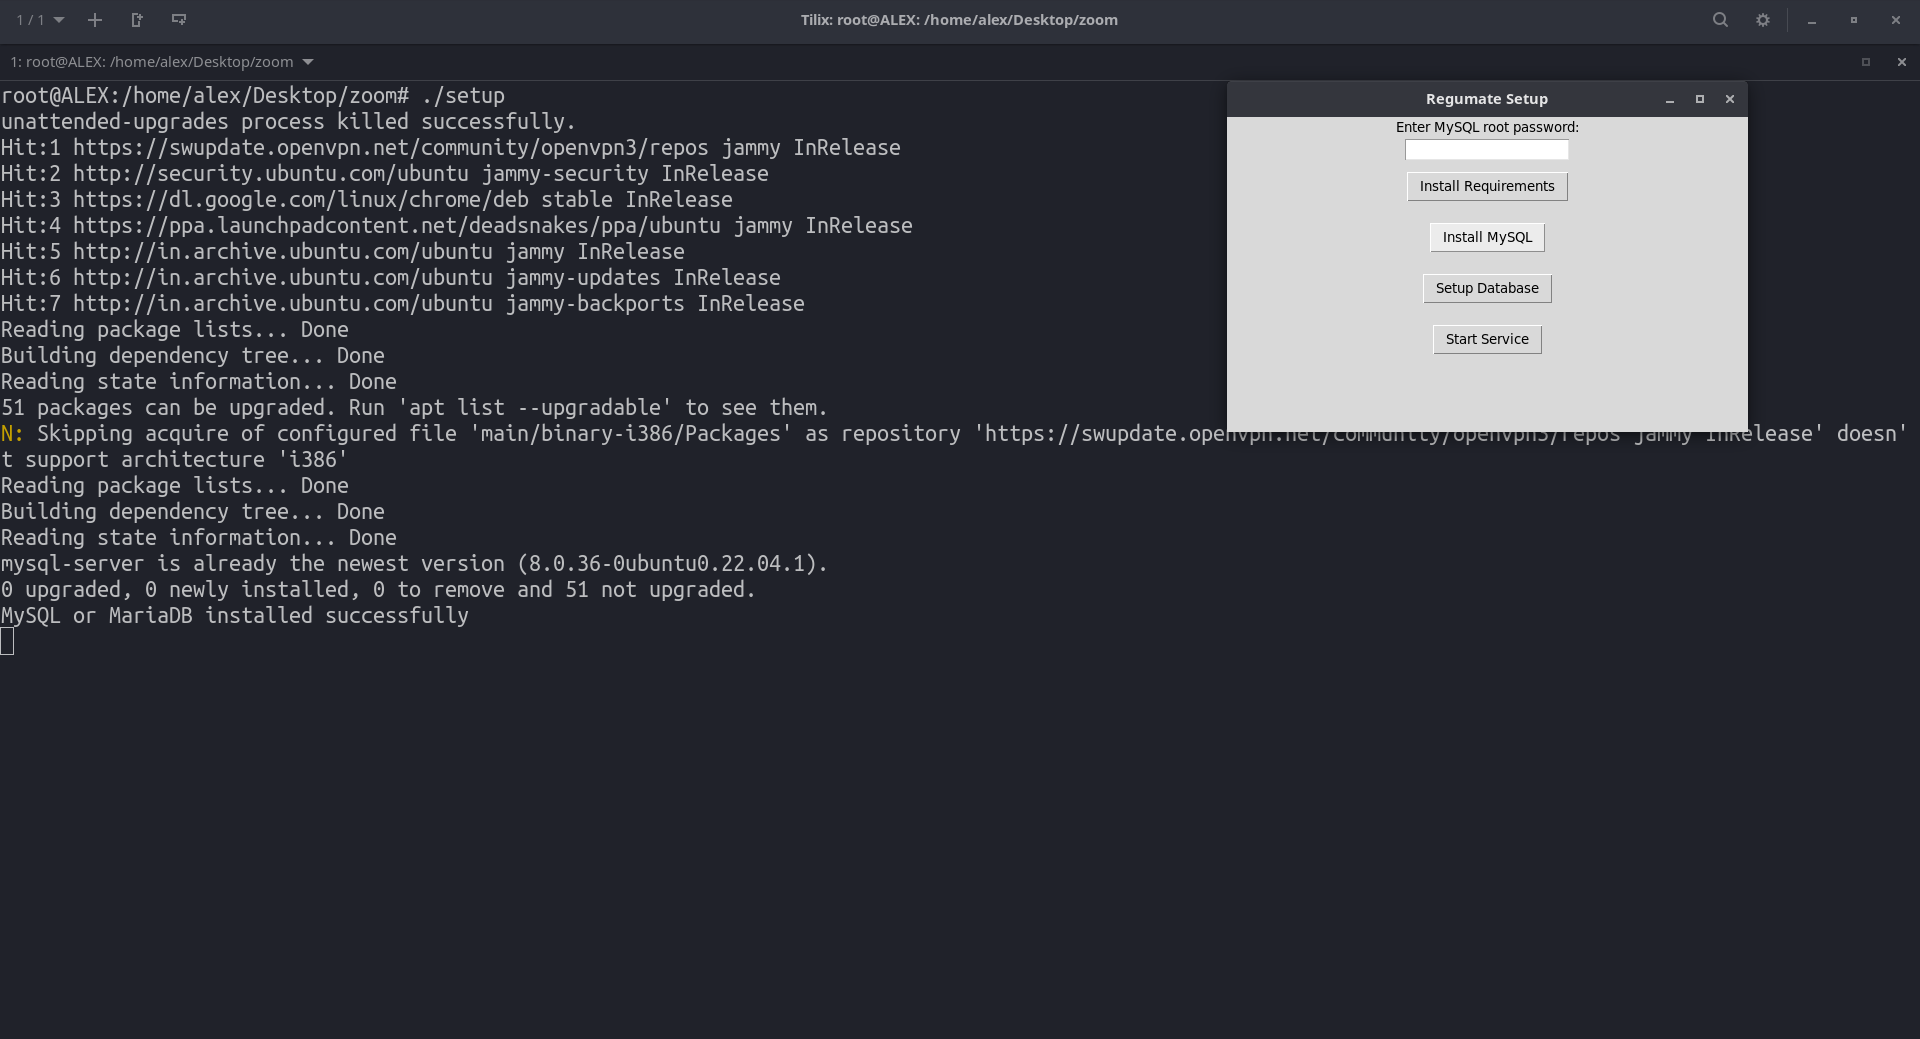 1 / 1
Tilix: root@ALEX: /home/alex/Desktop/zoom
1: root@ALEX: /home/alex/Desktop/zoom
root@ALEX:/home/alex/Desktop/zoom# ./setup
unattended-upgrades process killed successfully.
Hit:1 https://swupdate.openvpn.net/community/openvpn3/repos jammy InRelease
Hit:2 http://security.ubuntu.com/ubuntu jammy-security InRelease
Hit:3 https://dl.google.com/linux/chrome/deb stable InRelease
Hit:4 https://ppa.launchpadcontent.net/deadsnakes/ppa/ubuntu jammy InRelease
Hit:5 http://in.archive.ubuntu.com/ubuntu jammy InRelease
Hit:6 http://in.archive.ubuntu.com/ubuntu jammy-updates InRelease
Hit:7 http://in.archive.ubuntu.com/ubuntu jammy-backports InRelease
Reading package lists... Done
Building dependency tree... Done
Reading state information... Done
51 packages can be upgraded. Run 'apt list --upgradable' to see them.
N: Skipping acquire of configured file 'main/binary-i386/Packages' as repository 'https://swupdate.openvpn.net/community/openvpn3/repos jammy InRelease' doesn'
t support architecture 'i386'
Reading package lists... Done
Building dependency tree... Done
Reading state information... Done
mysql-server is already the newest version (8.0.36-0ubuntu0.22.04.1).
0 upgraded, 0 newly installed, 0 to remove and 51 not upgraded.
MySQL or MariaDB installed successfully
Regumate Setup
Enter MySQL root password:
Install Requirements
Install MySQL
Setup Database
Start Service